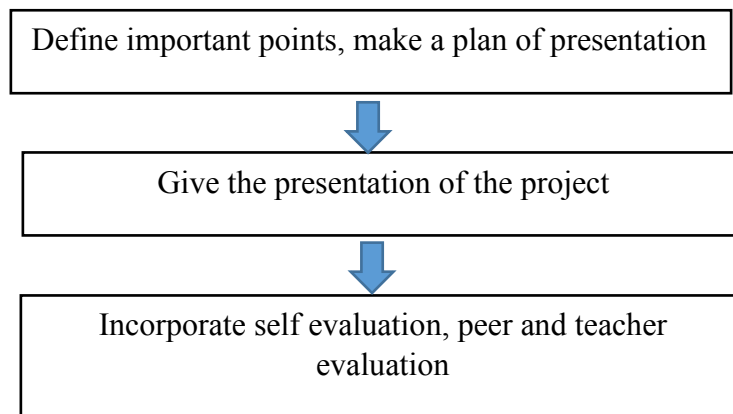 Define important points, make a plan of presentation
Give the presentation of the project
Incorporate self evaluation, peer and teacher
evaluation